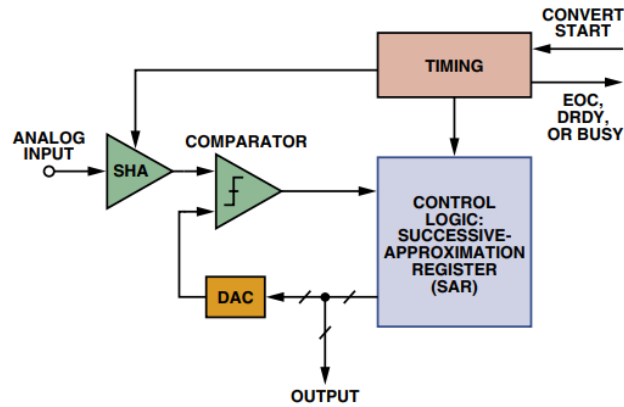 CONVERT
START
TIMING
EOC,
DRDY,
OR BUSY
ANALOG
INPUT
COMPARATOR
SHA
CONTROL
LOGIC:
SUCCESSIVE-
APPROXIMATION
REGISTER
(SAR)
DAC
OUTPUT